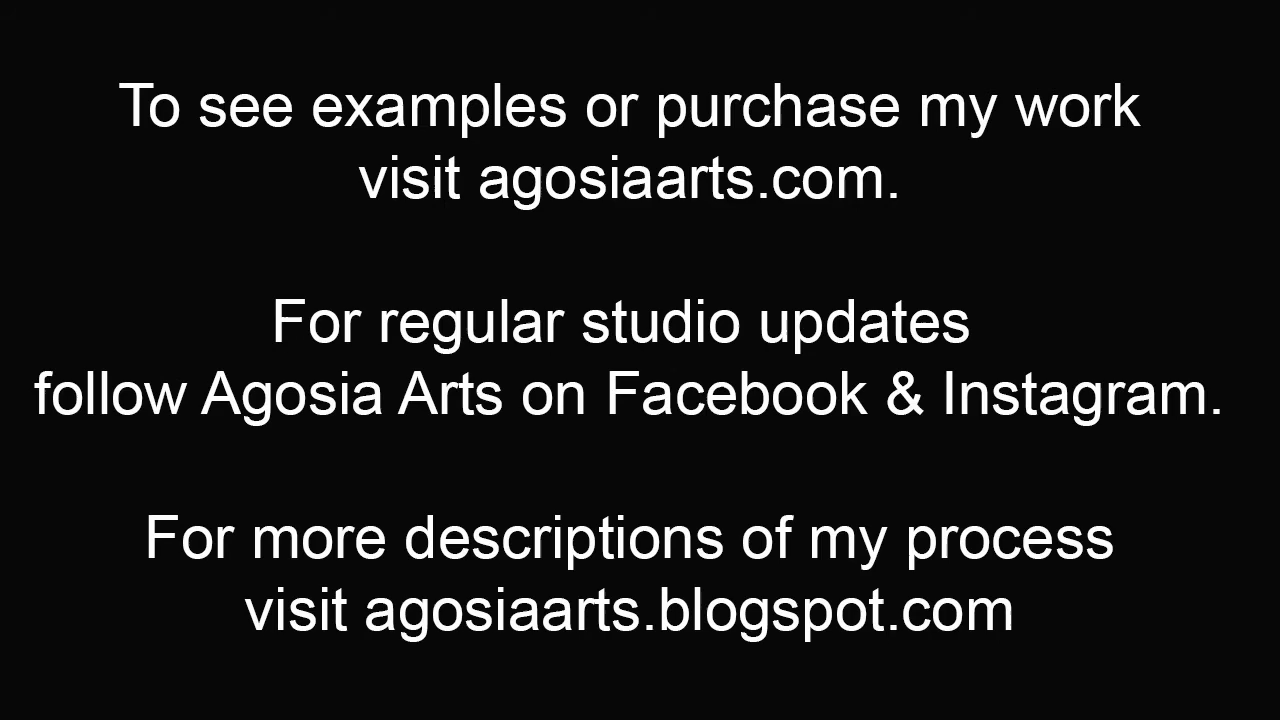 To see examples or purchase my work
visit agosiaarts.com.
For regular studio updates
follow Agosia Arts on Facebook & Instagram.
For more descriptions of my process
visit agosiaarts.blogspot.com